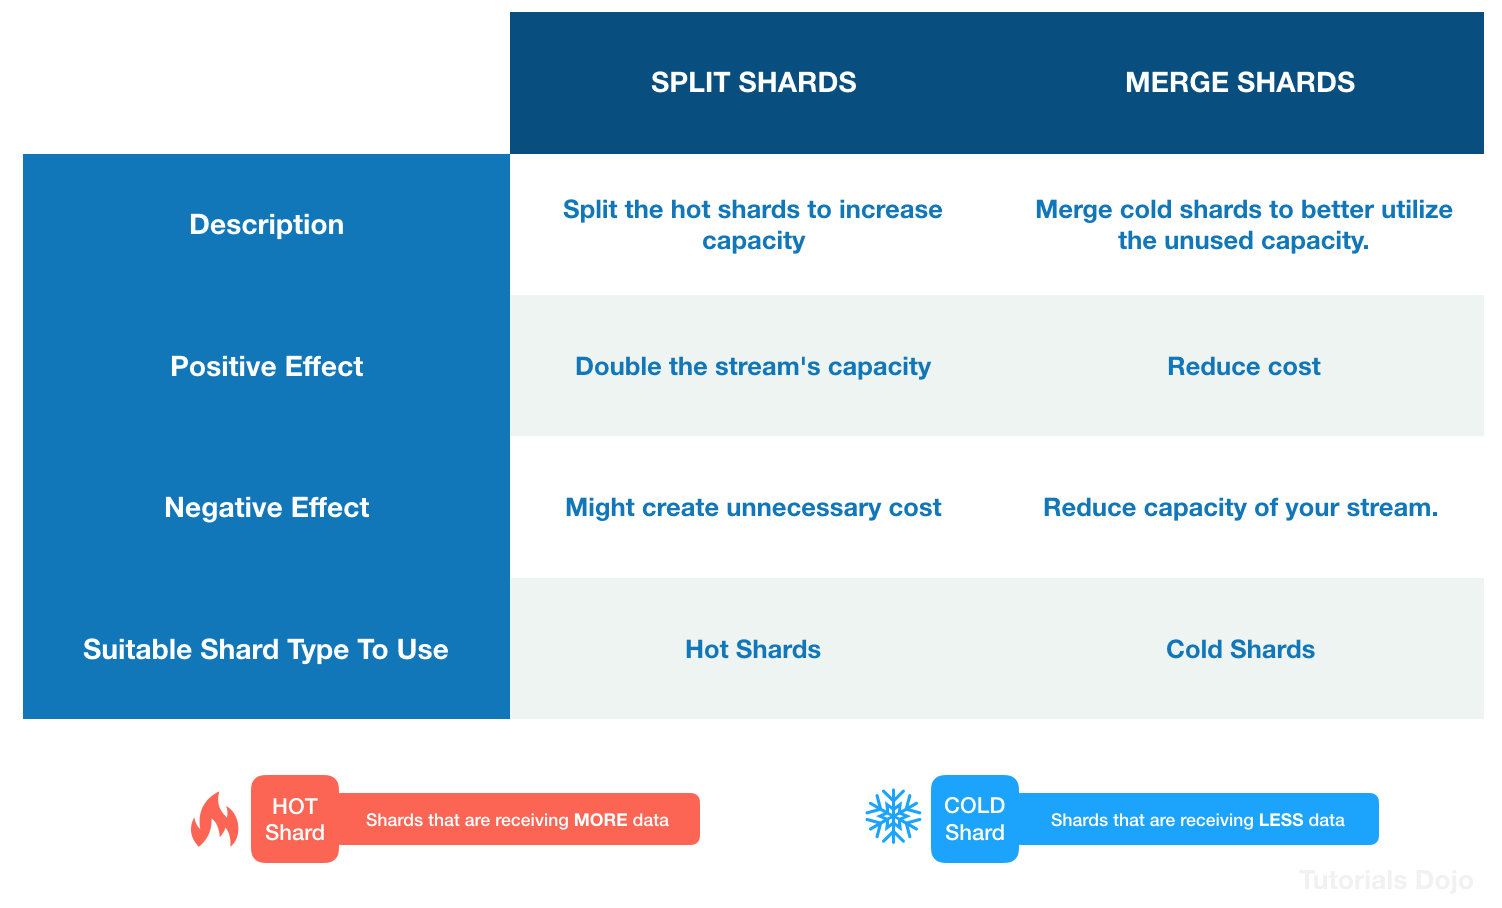 SPLIT SHARDS
MERGE SHARDS
Description
Split the hot shards to increase
capacity
Merge cold shards to better utilize
the unused capacity.
Positive Effect
Double the stream's capacity
Reduce cost
Negative Effect
Might create unnecessary cost
Reduce capacity of your stream.
Suitable Shard Type To Use
Hot Shards
Cold Shards
HOT
Shard
Shards that are receiving MORE data
COLD
Shard
Shards that are receiving LESS data
Tutorials Dojo